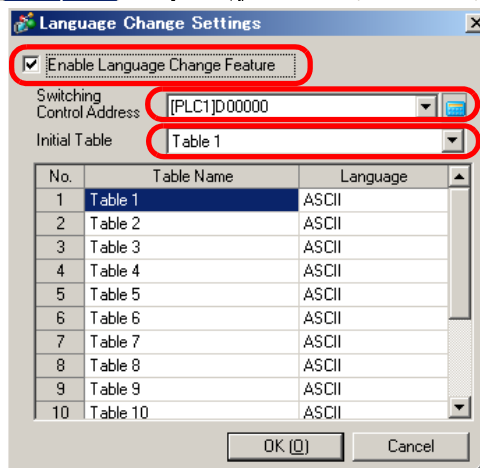 Language Change Settings
Enable Language Change Feature
Switching
Control Address [PLC1]D00000
Initial Table Table 1
No. Table Name Language
1 Table 1 ASCII
2 Table 2 ASCII
3 Table 3 ASCII
4 Table 4 ASCII
5 Table 5 ASCII
6 Table 6 ASCII
7 Table 7 ASCII
8 Table 8 ASCII
9 Table 9 ASCII
10 Table 10 ASCII
OK (O) Cancel